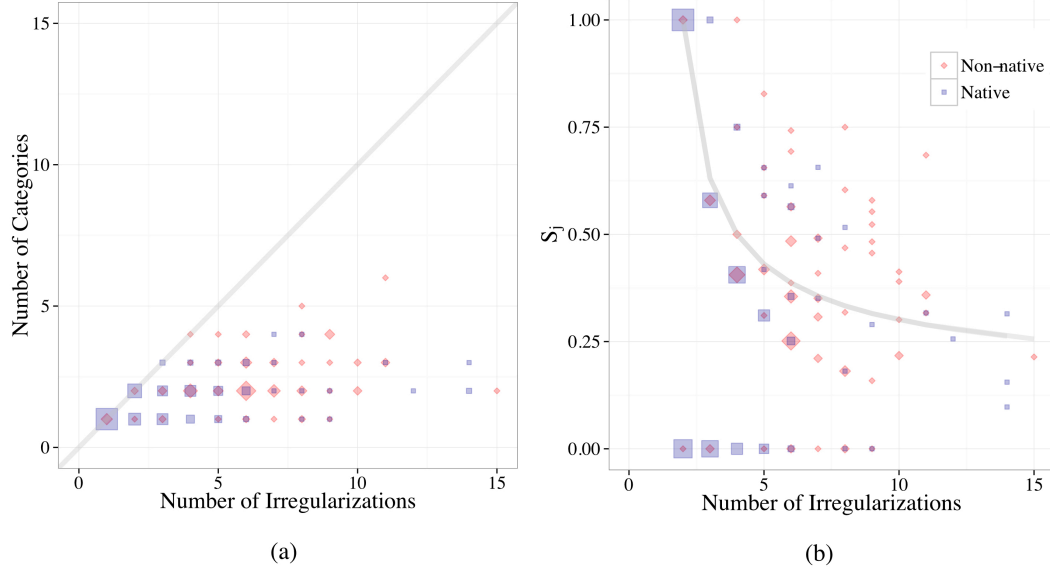 15
10
5
0
Number of Categories
0
5
10
15
Number of Irregularizations
(a)
1.00
0.75
0.50
0.25
0.00
Sj
Non−native
Native
0
5
10
15
Number of Irregularizations
(b)